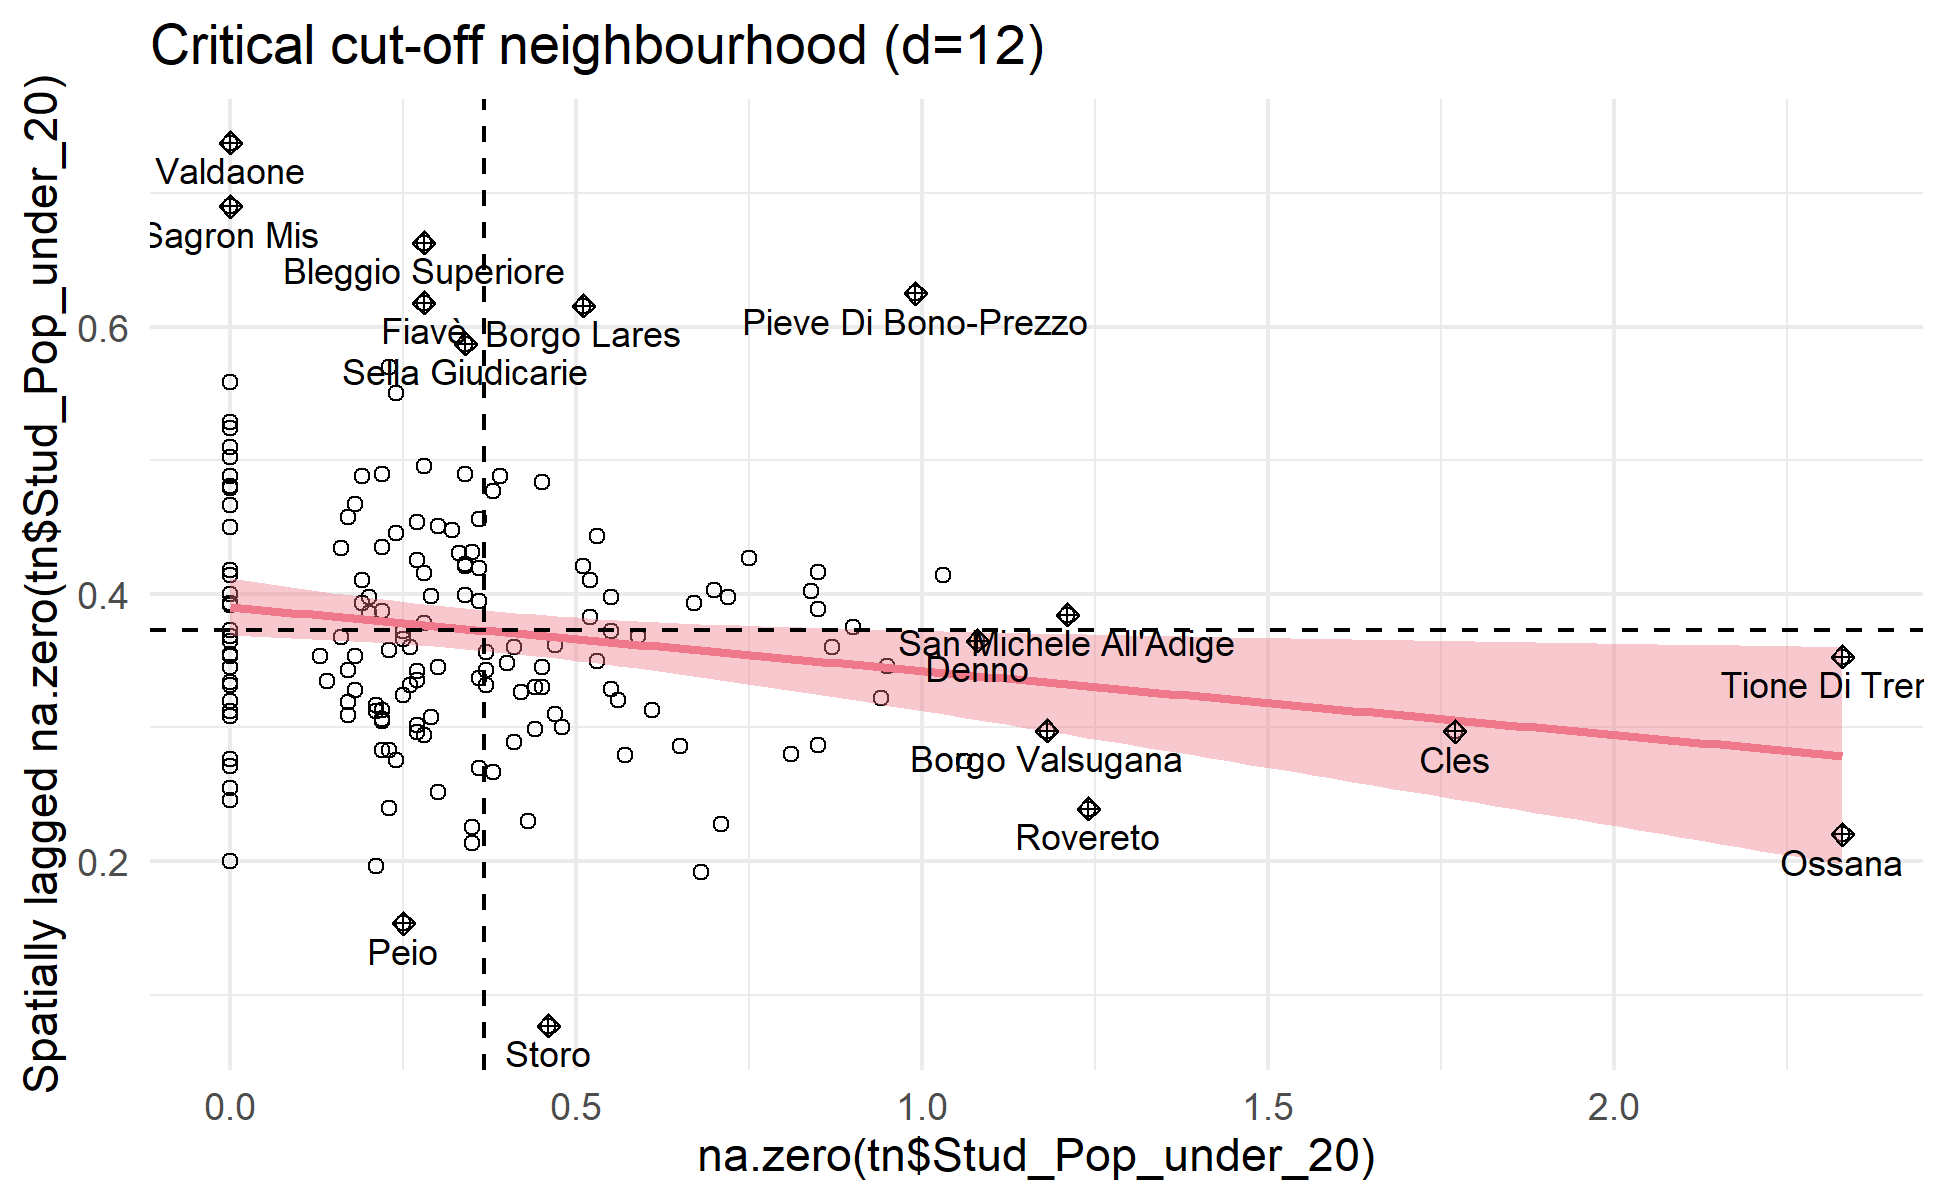 Critical cut-off neighbourhood (d=12)
Spatially lagged na.zero(tn$Stud_Pop_under_20)
0.6
0.4
0.2
Valdaone
Sagron Mis
Bleggio Superiore
Fiavè
Borgo Lares
Pieve Di Bono-Prezzo
Sella Giudicarie
San Michele All'Adige
Denno
Tione Di Tren
Borgo Valsugana
Cles
Rovereto
Ossana
Peio
Storo
0.0
0.5
1.0
1.5
2.0
na.zero(tn$Stud_Pop_under_20)